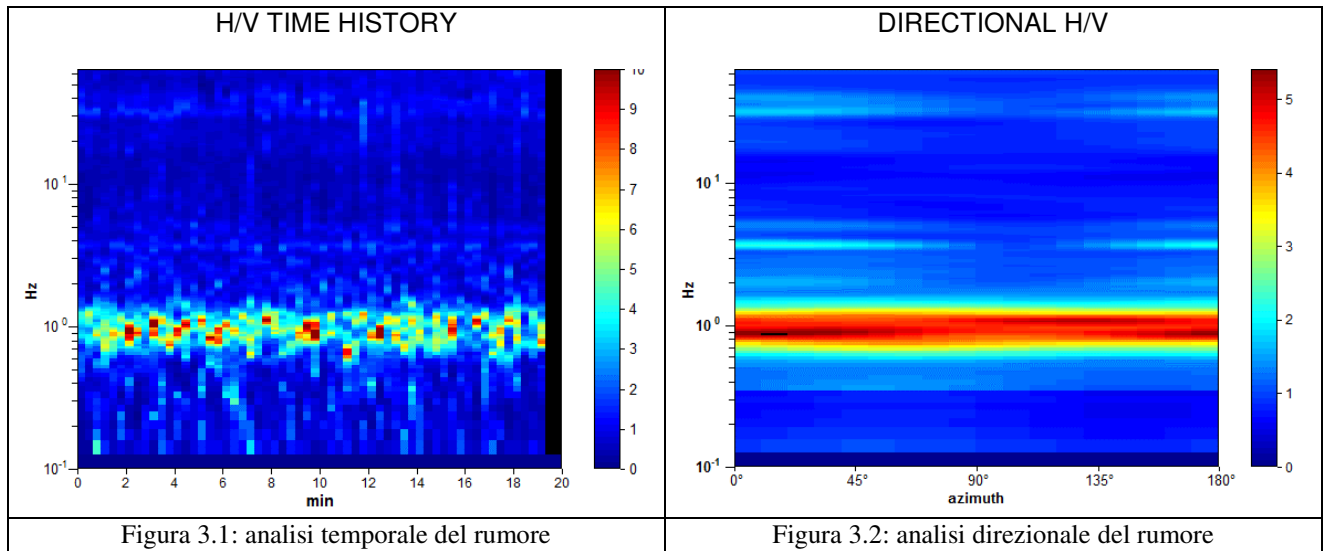 H/V TIME HISTORY
10
9
8
7
6
5
4
3
2
1
0
Hz
10¹
10⁰
10⁻¹
0 2 4 6 8 10 12 14 16 18 20
min
Figura 3.1: analisi temporale del rumore
DIRECTIONAL H/V
5
4
3
2
1
0
Hz
10¹
10⁰
10⁻¹
0° 45° 90° 135° 180°
azimuth
Figura 3.2: analisi direzionale del rumore